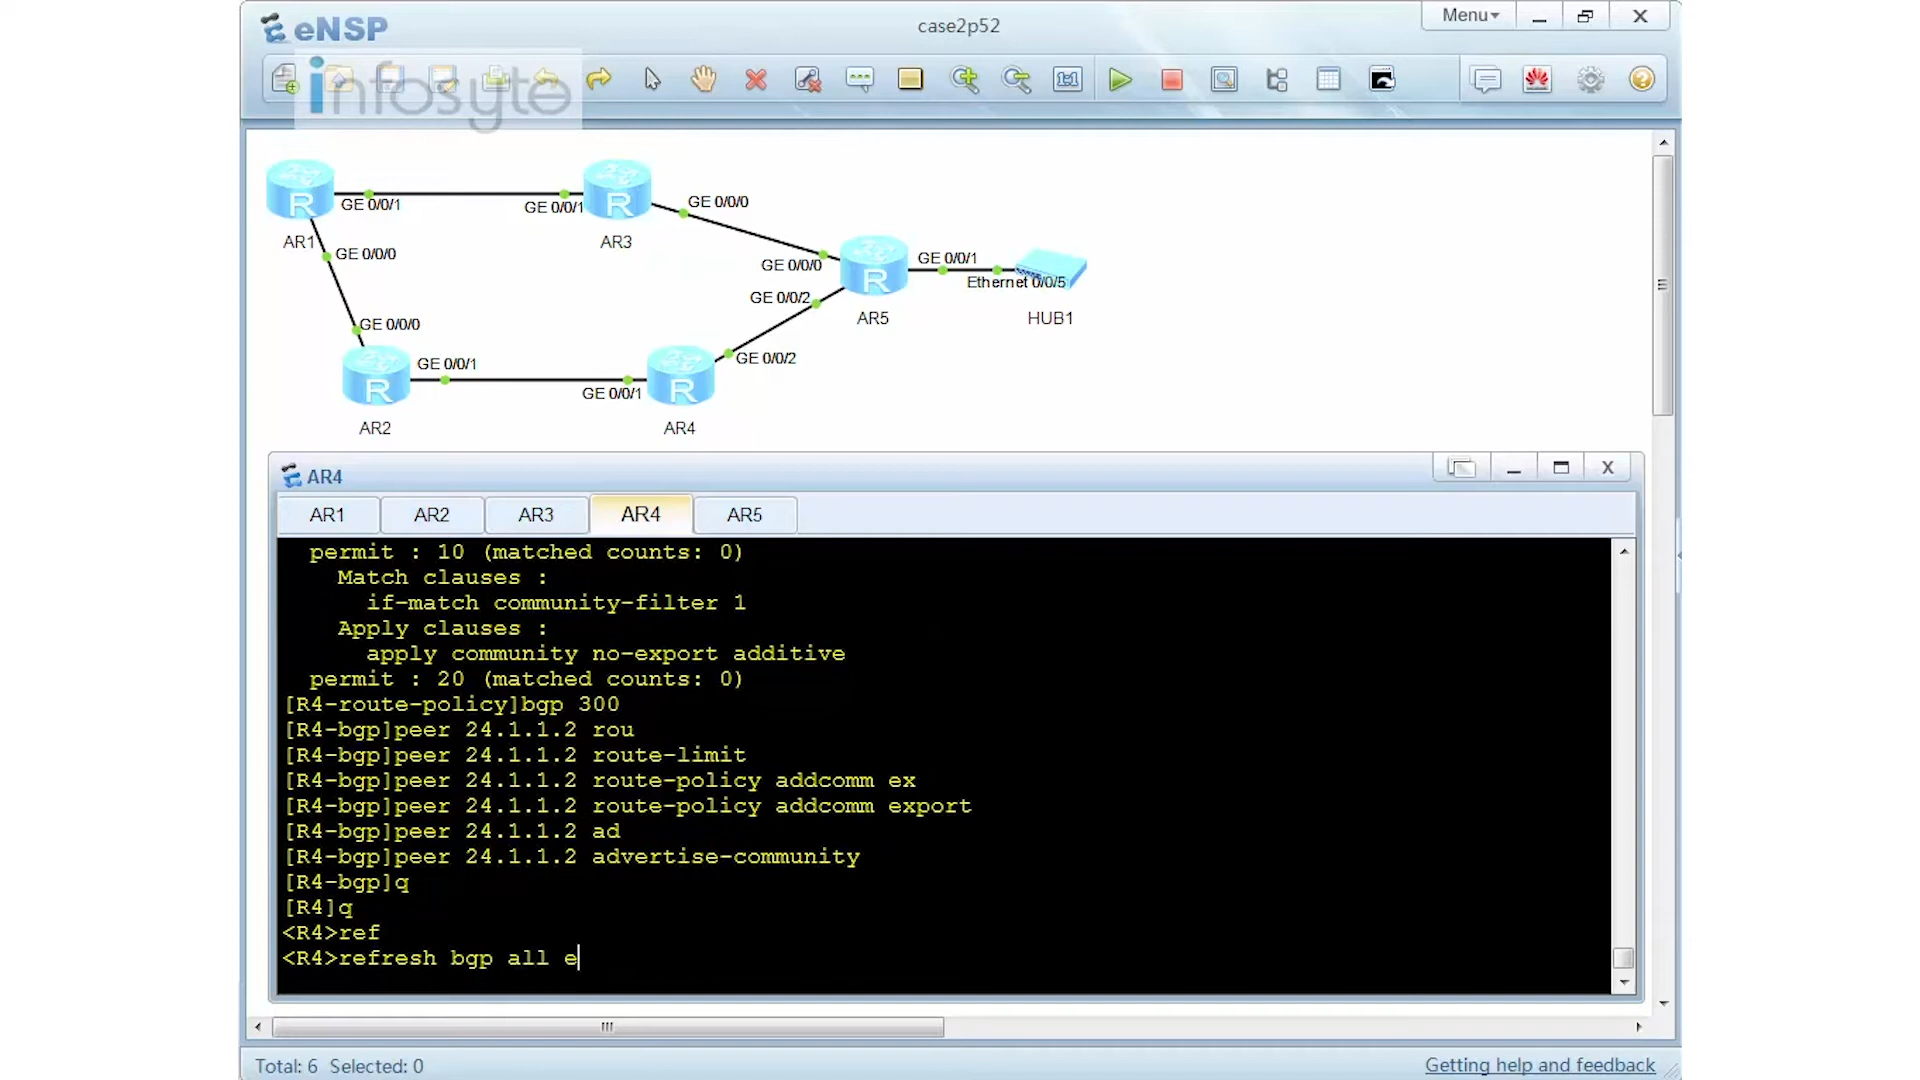 eNSP
case2p52
Menu
infosyte
GE 0/0/1
GE 0/0/1
GE 0/0/0
AR1
AR3
GE 0/0/0
GE 0/0/0
GE 0/0/1
Ethernet 0/0/5
GE 0/0/2
AR5
HUB1
GE 0/0/0
GE 0/0/1
GE 0/0/2
GE 0/0/1
AR2
AR4
AR4
AR1 AR2 AR3 AR4 AR5
permit : 10 (matched counts: 0)
Match clauses :
if-match community-filter 1
Apply clauses :
apply community no-export additive
permit : 20 (matched counts: 0)
[R4-route-policy]bgp 300
[R4-bgp]peer 24.1.1.2 rou
[R4-bgp]peer 24.1.1.2 route-limit
[R4-bgp]peer 24.1.1.2 route-policy addcomm ex
[R4-bgp]peer 24.1.1.2 route-policy addcomm export
[R4-bgp]peer 24.1.1.2 ad
[R4-bgp]peer 24.1.1.2 advertise-community
[R4-bgp]q
[R4]q
<R4>ref
<R4>refresh bgp all e
Total: 6 Selected: 0
Getting help and feedback